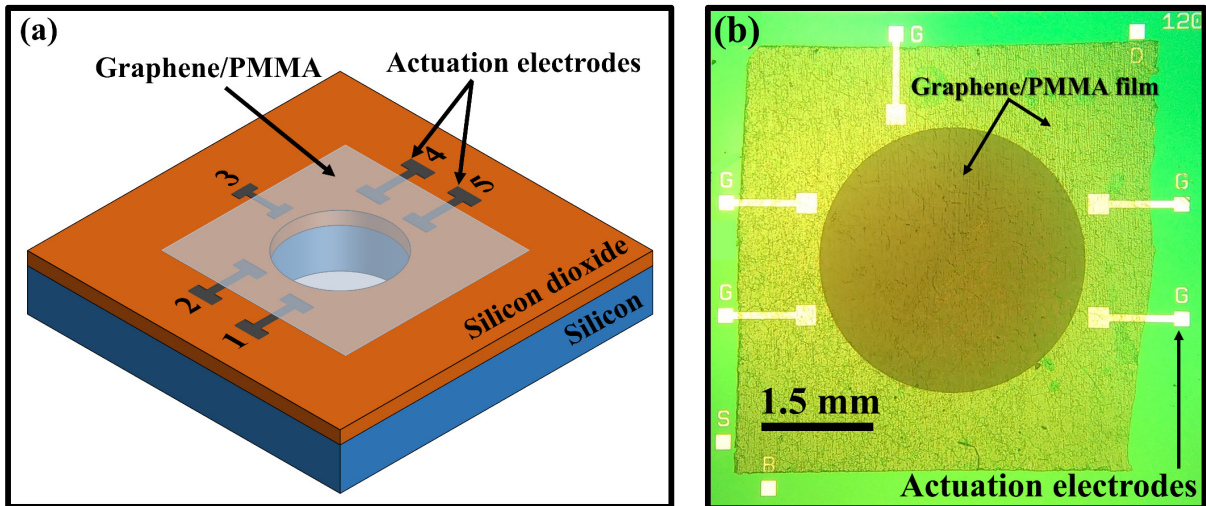 (a)
Graphene/PMMA
Actuation electrodes
3
4
5
2
1
Silicon dioxide
Silicon
(b)
G
120
D
Graphene/PMMA film
G
G
G
G
1.5 mm
S
B
Actuation electrodes